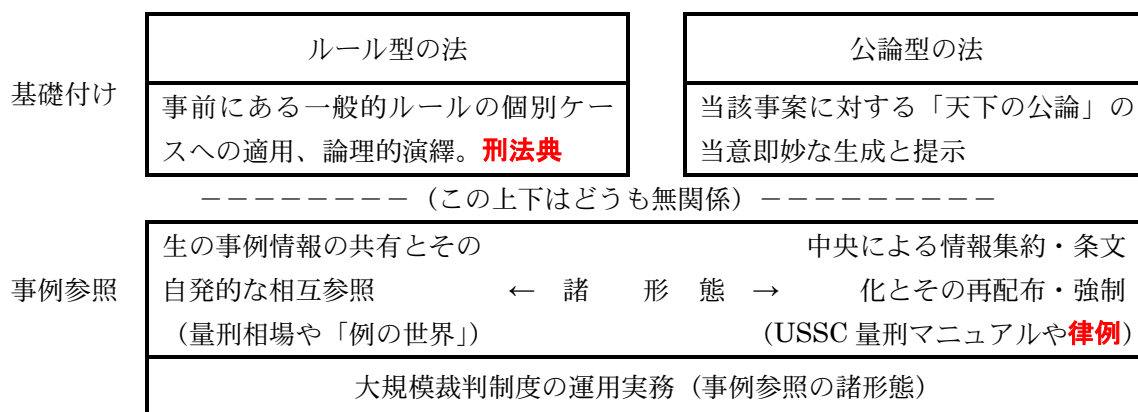 ルール型の法
公論型の法
基礎付け
事前にある一般的ルールの個別ケー
スへの適用、論理的演繹。刑法典
当該事案に対する「天下の公論」の
当意即妙な生成と提示
－－－－－－－－（この上下はどうも無関係）－－－－－－－－－
事例参照
生の事例情報の共有とその　中央による情報集約・条文
自発的な相互参照　← 諸　形　態 →　化とその再配布・強制
（量刑相場や「例の世界」）　（USSC 量刑マニュアルや律例）
大規模裁判制度の運用実務（事例参照の諸形態）